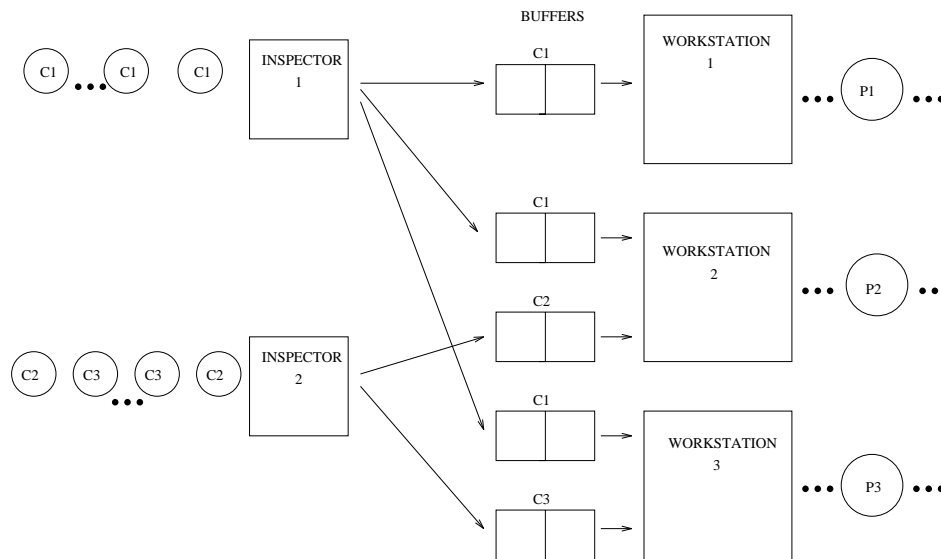 BUFFERS
C1
C1
C1
INSPECTOR
1
C1
WORKSTATION
1
P1
C1
C2
WORKSTATION
2
P2
C2
C3
C3
C2
INSPECTOR
2
C1
C3
WORKSTATION
3
P3